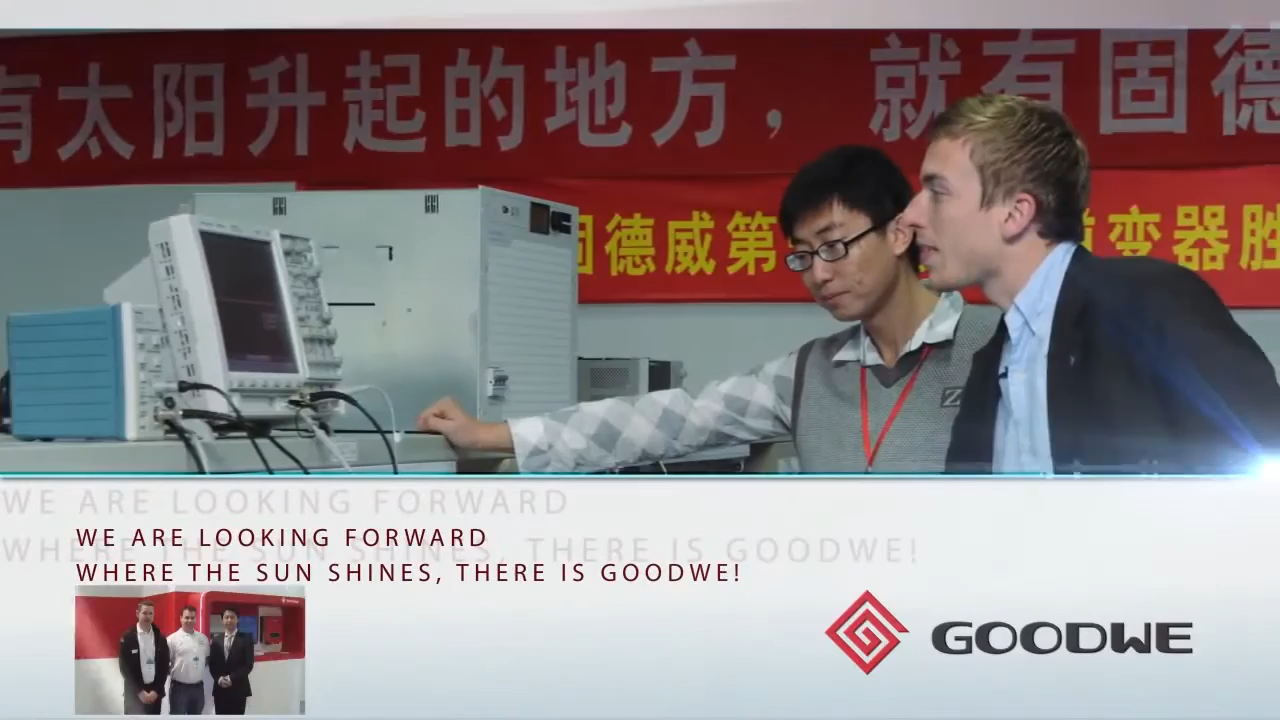 有太阳升起的地方，就有固德
固德威第
变器胜
Z
WE ARE LOOKING FORWARD
WHERE THE SUN SHINES, THERE IS GOODWE!
WE ARE LOOKING FORWARD
WHERE THE SUN SHINES, THERE IS GOODWE!
GOODWE